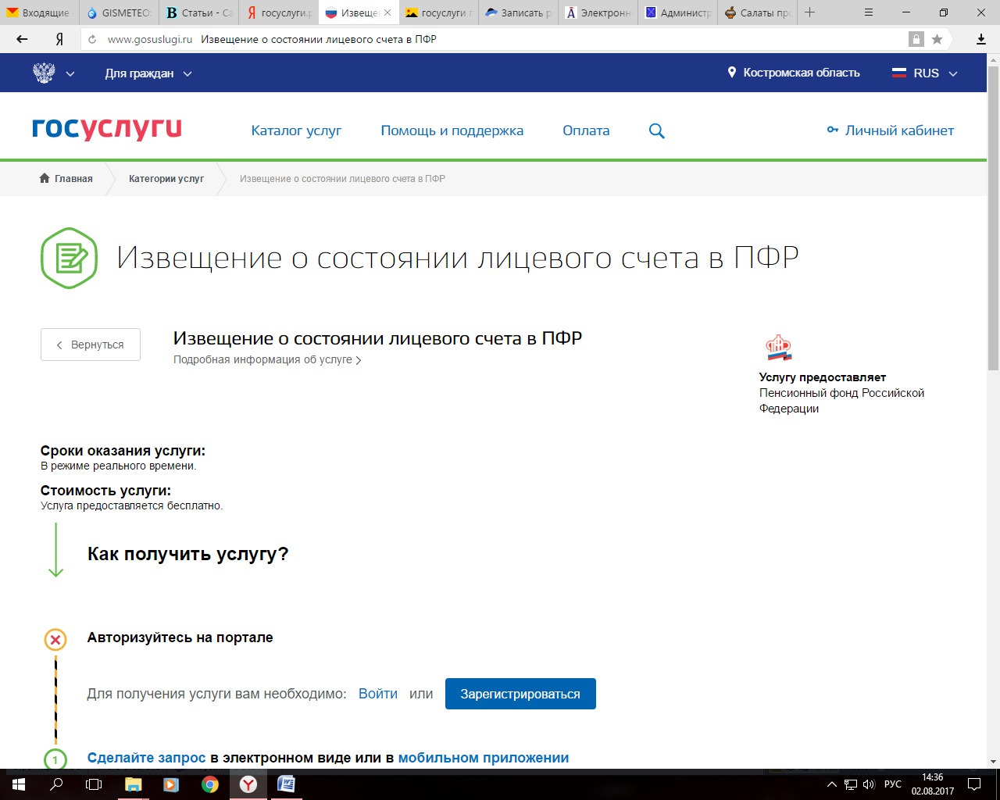 Входящие
GISMETEO:
Статьи - Са
госуслуги.р
Извеще
госуслуги п
Записать р
Электронн
Администр
Салаты про
www.gosuslugi.ru Извещение о состоянии лицевого счета в ПФР
Для граждан
Костромская область
RUS
госуслуги
Каталог услуг
Помощь и поддержка
Оплата
Личный кабинет
Главная
Категории услуг
Извещение о состоянии лицевого счета в ПФР
Извещение о состоянии лицевого счета в ПФР
Вернуться
Извещение о состоянии лицевого счета в ПФР
Подробная информация об услуге
Услугу предоставляет
Пенсионный фонд Российской
Федерации
Сроки оказания услуги:
В режиме реального времени.
Стоимость услуги:
Услуга предоставляется бесплатно.
Как получить услугу?
Авторизуйтесь на портале
Для получения услуги вам необходимо: Войти или Зарегистрироваться
1 Сделайте запрос в электронном виде или в мобильном приложении
РУС
14:36
02.08.2017